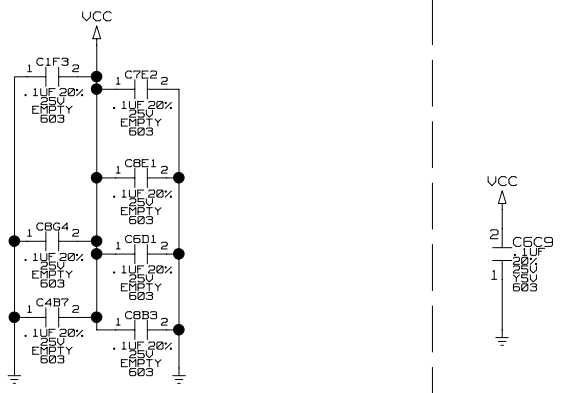 VCC
C1F3
1 2
.1UF 20%
25V
EMPTY
603
C7E2
1 2
.1UF 20%
25V
EMPTY
603
C8E1
1 2
.1UF 20%
25V
EMPTY
603
C8G4
1 2
.1UF 20%
25V
EMPTY
603
C6D1
1 2
.1UF 20%
25V
EMPTY
603
C4B7
1 2
.1UF 20%
25V
EMPTY
603
C8B3
1 2
.1UF 20%
25V
EMPTY
603
VCC
2
C6C9
.1UF
20%
25V
Y5V
603
1